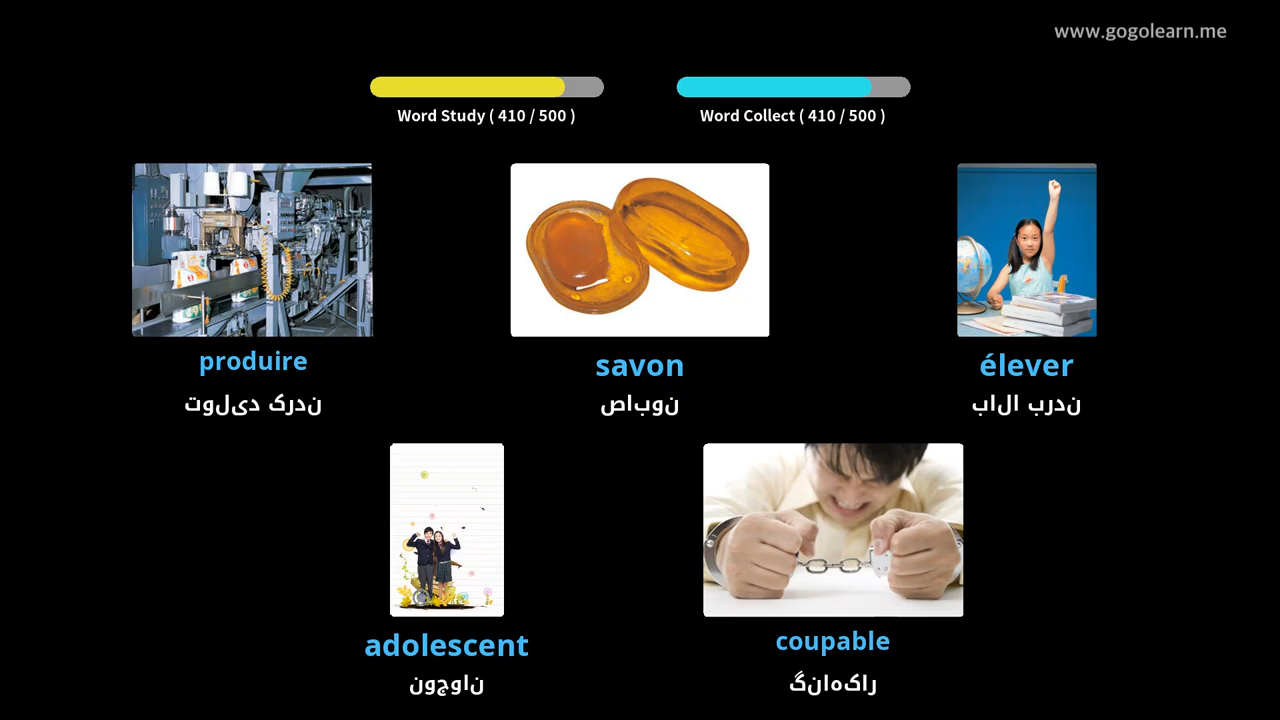 www.gogolearn.me
Word Study ( 410 / 500 )
Word Collect ( 410 / 500 )
produire
تولید کردن
savon
صابون
élever
بالا بردن
adolescent
نوجوان
coupable
گناهکار